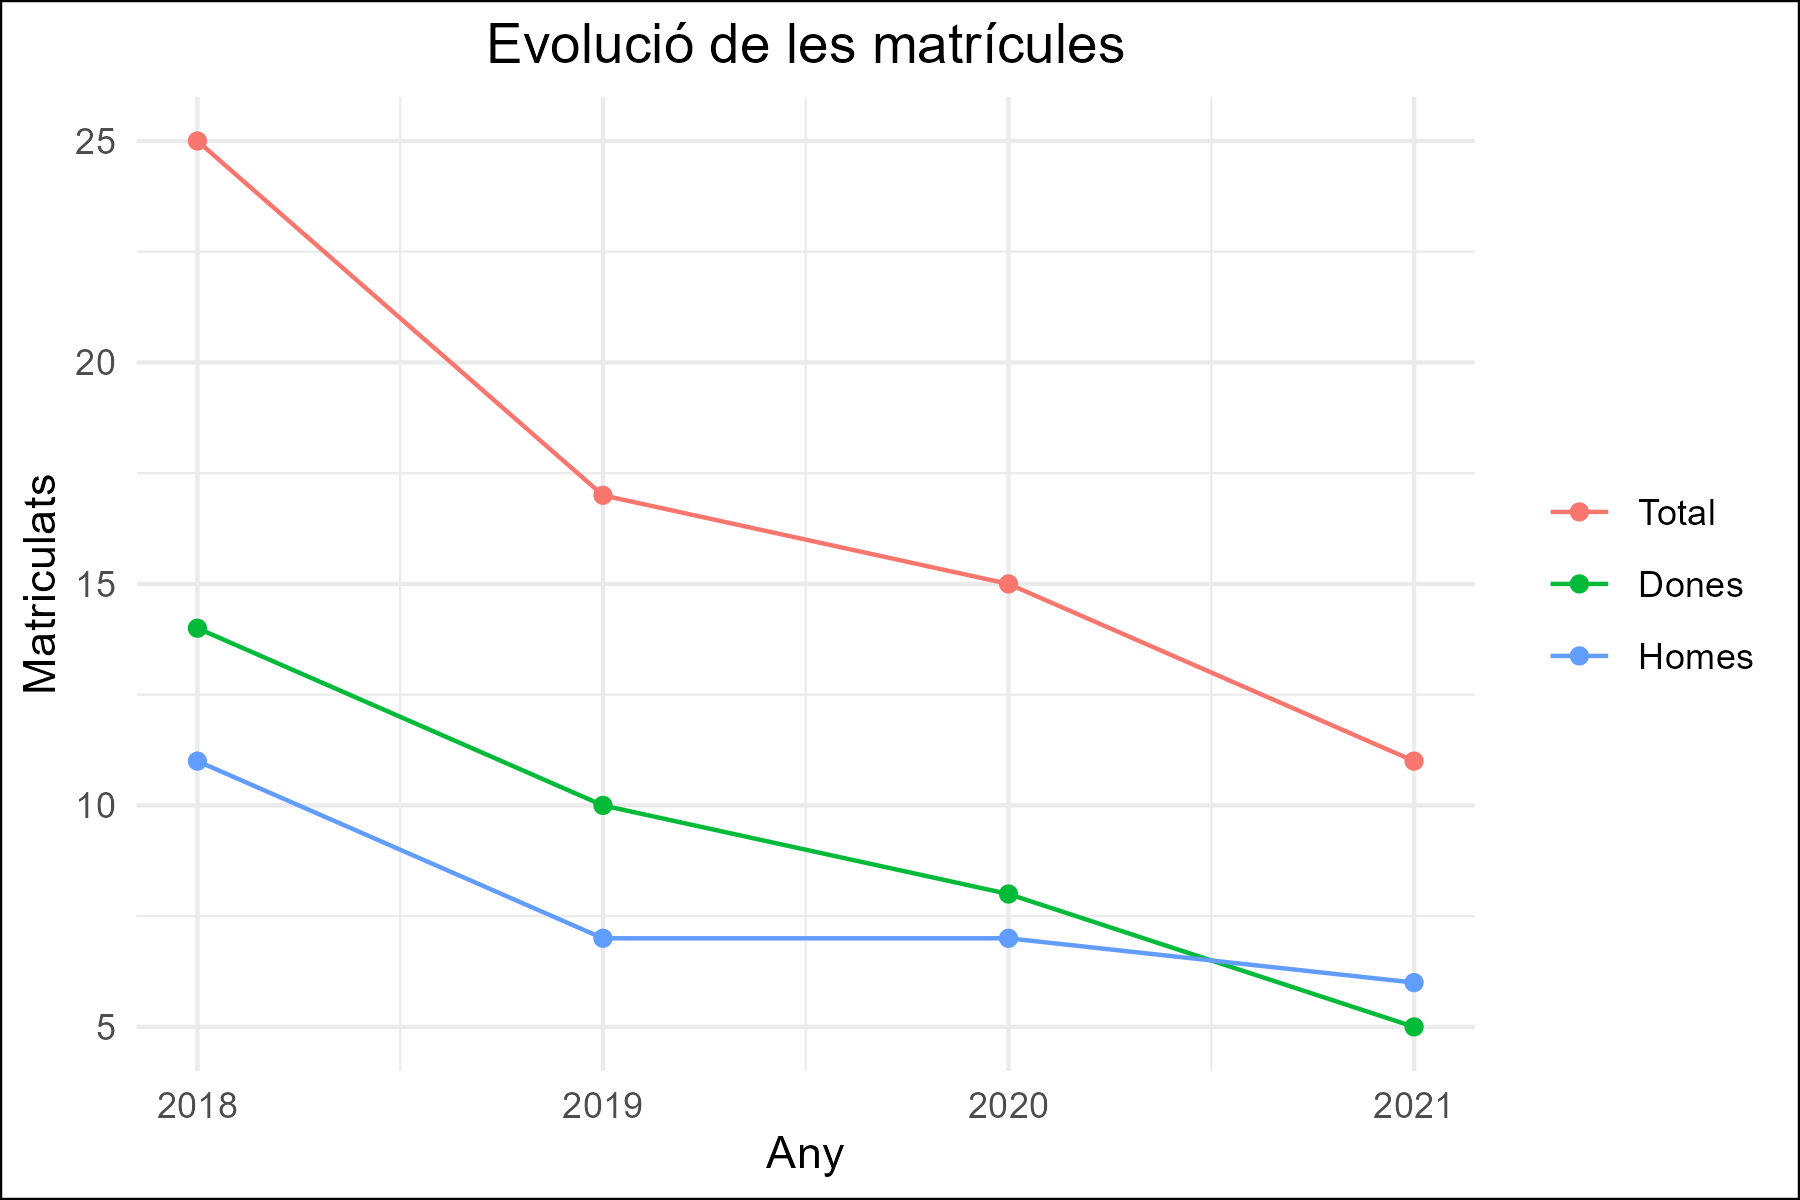 Evolució de les matrícules
Matriculats
25
20
15
10
5
2018 2019 2020 2021
Any
Total
Dones
Homes